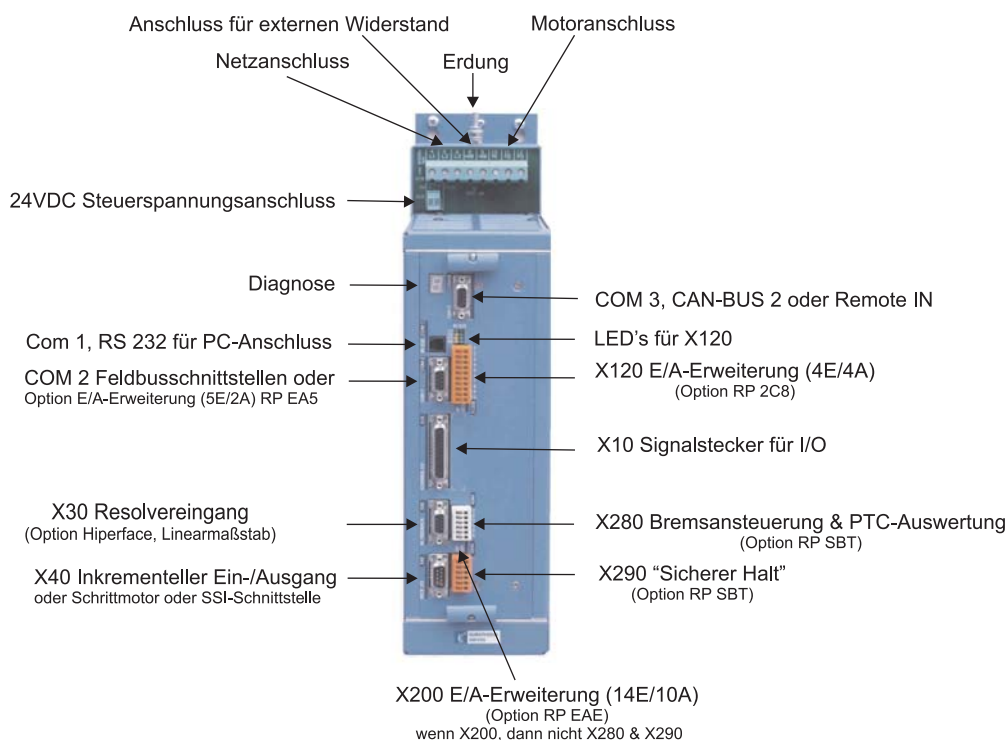 Anschluss für externen Widerstand
Motoranschluss
Netzanschluss
Erdung
24VDC Steuerspannungsanschluss
Diagnose
COM 3, CAN-BUS 2 oder Remote IN
Com 1, RS 232 für PC-Anschluss
LED's für X120
COM 2 Feldbusschnittstellen oder
Option E/A-Erweiterung (5E/2A) RP EA5
X120 E/A-Erweiterung (4E/4A)
(Option RP 2C8)
X10 Signalstecker für I/O
X30 Resolvereingang
(Option Hiperface, Linearmaßstab)
X280 Bremsansteuerung & PTC-Auswertung
(Option RP SBT)
X40 Inkrementeller Ein-/Ausgang
oder Schrittmotor oder SSI-Schnittstelle
X290 “Sicherer Halt”
(Option RP SBT)
X200 E/A-Erweiterung (14E/10A)
(Option RP EAE)
wenn X200, dann nicht X280 & X290